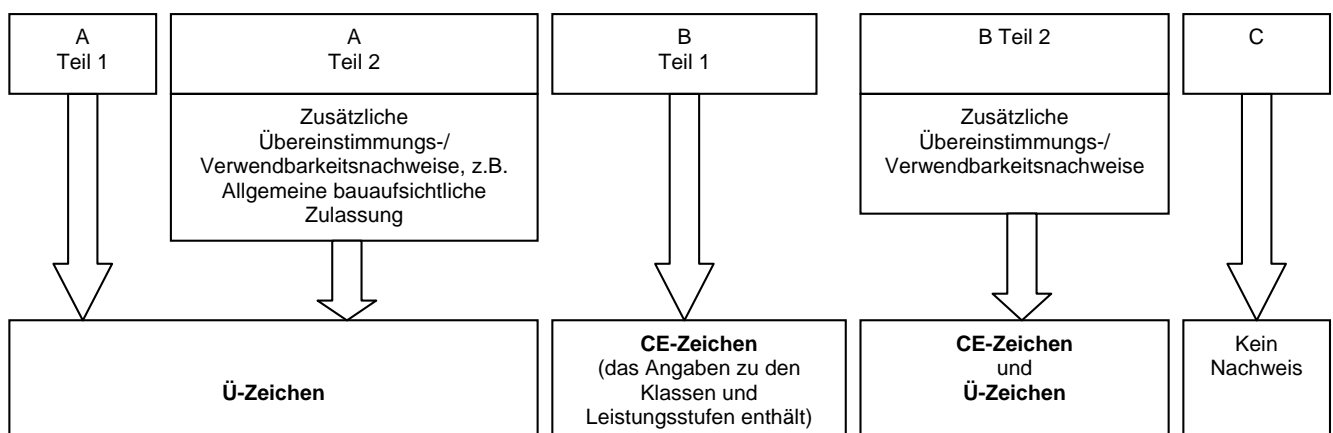 A
Teil 1
A
Teil 2
Zusätzliche
Übereinstimmungs-/
Verwendbarkeitsnachweise, z.B.
Allgemeine bauaufsichtliche
Zulassung
B
Teil 1
B Teil 2
Zusätzliche
Übereinstimmungs-/
Verwendbarkeitsnachweise
C
Ü-Zeichen
CE-Zeichen
(das Angaben zu den
Klassen und
Leistungsstufen enthält)
CE-Zeichen
und
Ü-Zeichen
Kein
Nachweis